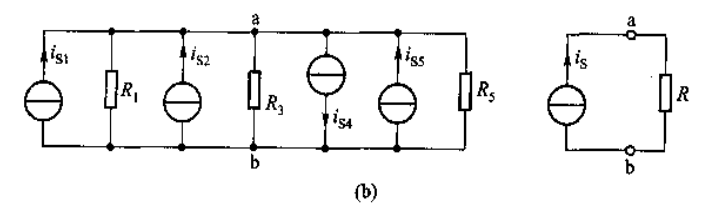 a a
i_S1 R_1 i_S2 R_3 i_S4 i_S5 R_5 i_S R
b b
(b)